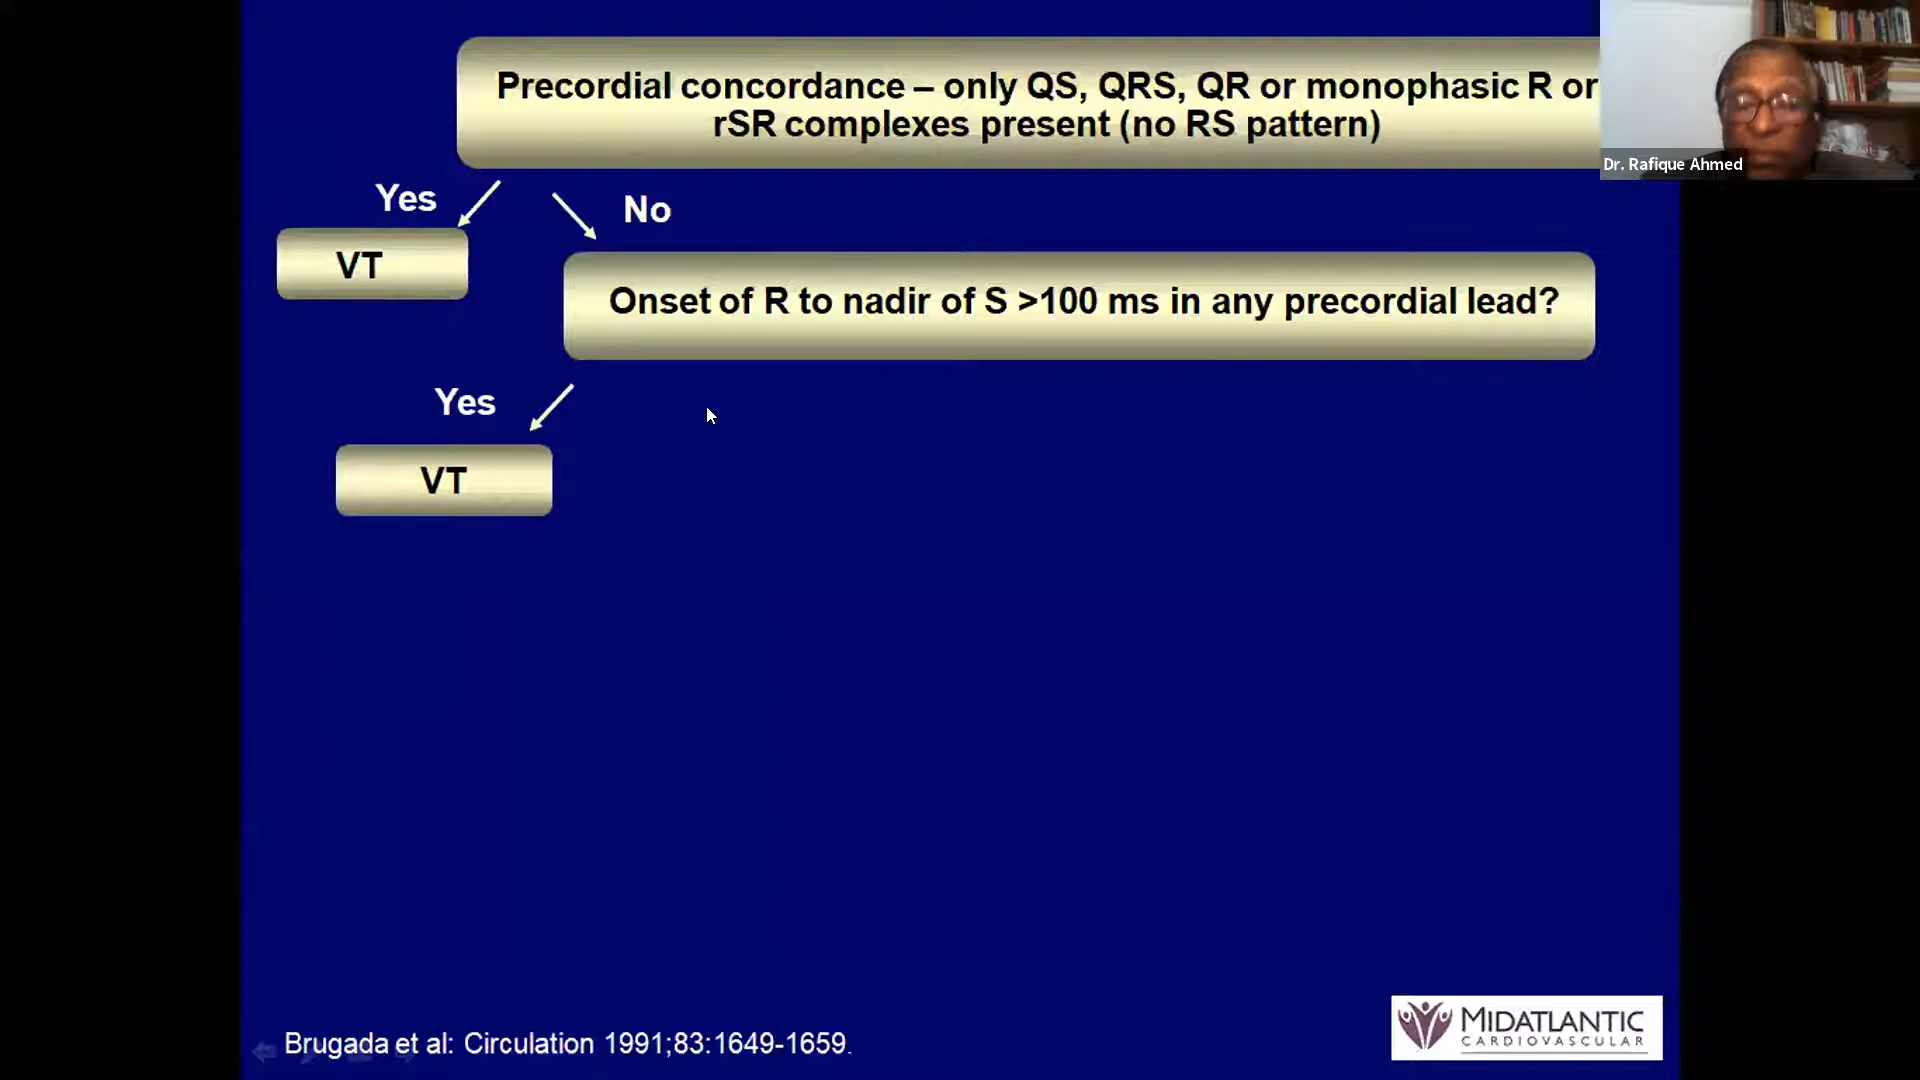 Precordial concordance – only QS, QRS, QR or monophasic R or
rSR complexes present (no RS pattern)
Dr. Rafique Ahmed
Yes
No
VT
Onset of R to nadir of S >100 ms in any precordial lead?
Yes
VT
Brugada et al: Circulation 1991;83:1649-1659.
MIDATLANTIC
CARDIOVASCULAR